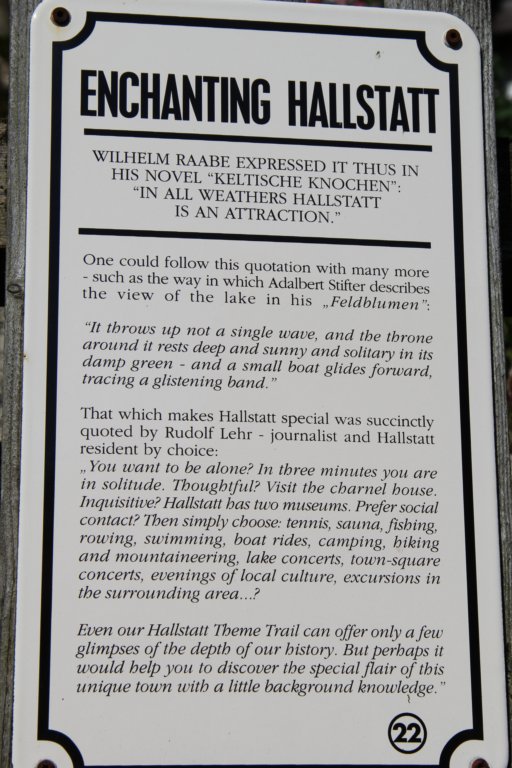 ENCHANTING HALLSTATT
WILHELM RAABE EXPRESSED IT THUS IN
HIS NOVEL "KELTISCHE KNOCHEN":
"IN ALL WEATHERS HALLSTATT
IS AN ATTRACTION."
One could follow this quotation with many more
- such as the way in which Adalbert Stifter describes
the view of the lake in his „Feldblumen":
"It throws up not a single wave, and the throne
around it rests deep and sunny and solitary in its
damp green - and a small boat glides forward,
tracing a glistening band."
That which makes Hallstatt special was succinctly
quoted by Rudolf Lehr - journalist and Hallstatt
resident by choice:
„You want to be alone? In three minutes you are
in solitude. Thoughtful? Visit the charnel house.
Inquisitive? Hallstatt has two museums. Prefer social
contact? Then simply choose: tennis, sauna, fishing,
rowing, swimming, boat rides, camping, hiking
and mountaineering, lake concerts, town-square
concerts, evenings of local culture, excursions in
the surrounding area...?
Even our Hallstatt Theme Trail can offer only a few
glimpses of the depth of our history. But perhaps it
would help you to discover the special flair of this
unique town with a little background knowledge."
22